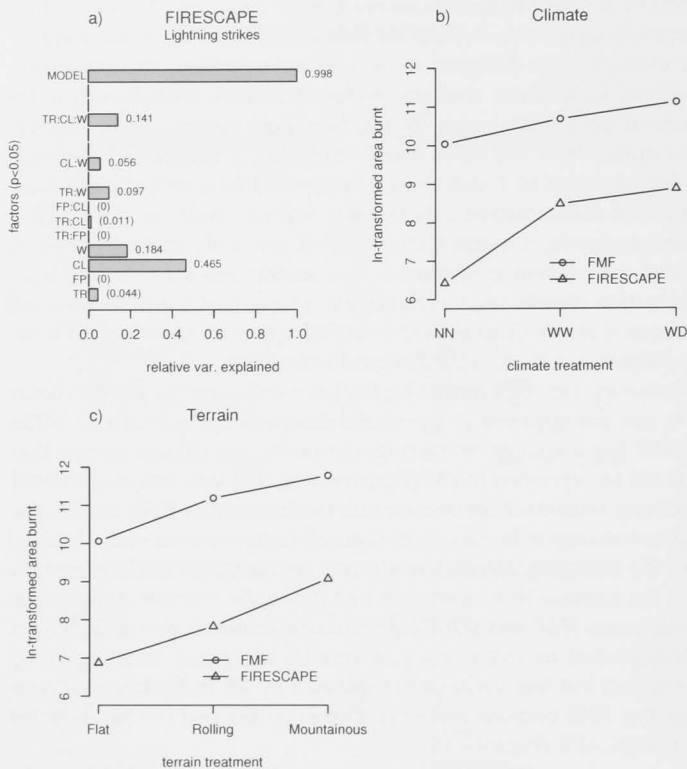 a) FIRESCAPE
Lightning strikes
factors (p<0.05)
MODEL 0.998
TR:CL:W 0.141
CL:W 0.056
TR:W 0.097
FP:CL (0)
TR:CL (0.011)
TR:FP (0)
W 0.184
CL 0.465
FP (0)
TR (0.044)
0.0 0.2 0.4 0.6 0.8 1.0
relative var. explained
b) Climate
ln-transformed area burnt
12
11
10
9
8
7
6
FMF
FIRESCAPE
NN WW WD
climate treatment
c) Terrain
ln-transformed area burnt
12
11
10
9
8
7
6
FMF
FIRESCAPE
Flat Rolling Mountainous
terrain treatment